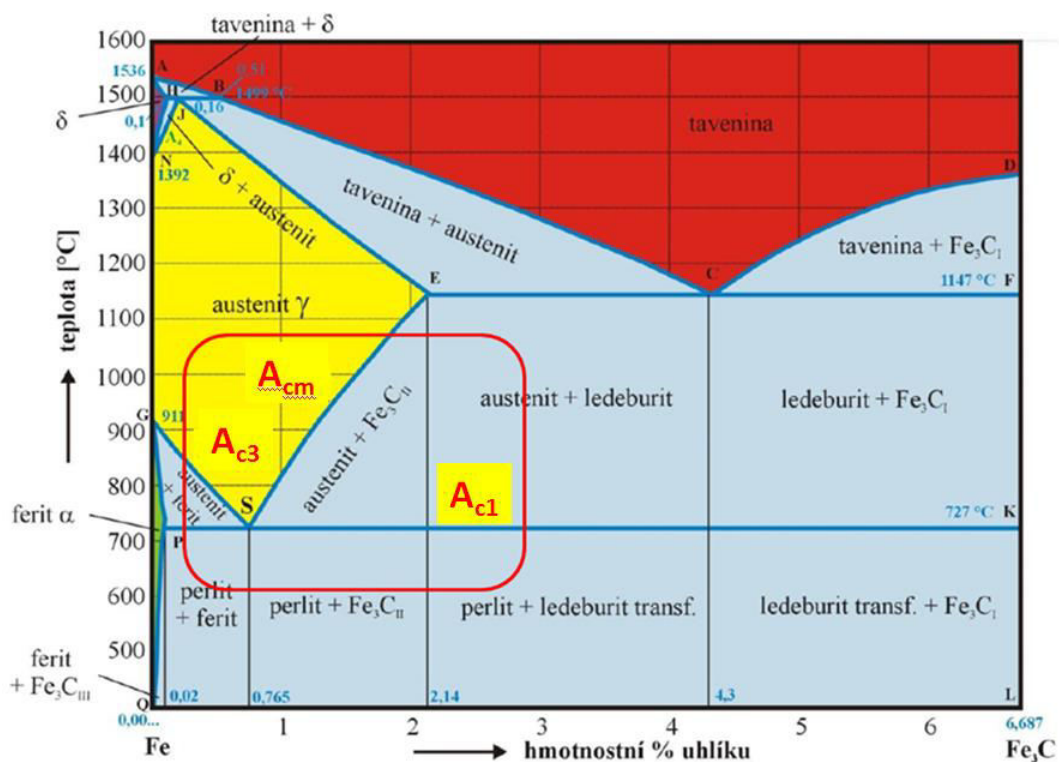 tavenina + δ
1600
A
1536
0,51
H
B
1499 °C
1500
δ
0,16
J
tavenina
0,1
A₄
1400
N
1392
D
δ + austenit
tavenina + austenit
1300
tavenina + Fe₃C_I
1200
E
C
1147 °C F
teplota [°C]
austenit γ
1100
A_cm
1000
austenit + ledeburit
ledeburit + Fe₃C_I
G
911
900
A_c3
austenit + Fe₃C_II
800
austenit
+ ferit
S
A_c1
727 °C K
ferit α
700
P
600
perlit
+ ferit
perlit + Fe₃C_II
perlit + ledeburit transf.
ledeburit transf. + Fe₃C_I
500
ferit
+ Fe₃C_III
Q
0,02
0,765
2,14
4,3
L
0,00...
1
2
3
4
5
6
6,687
Fe
hmotnostní % uhlíku
Fe₃C